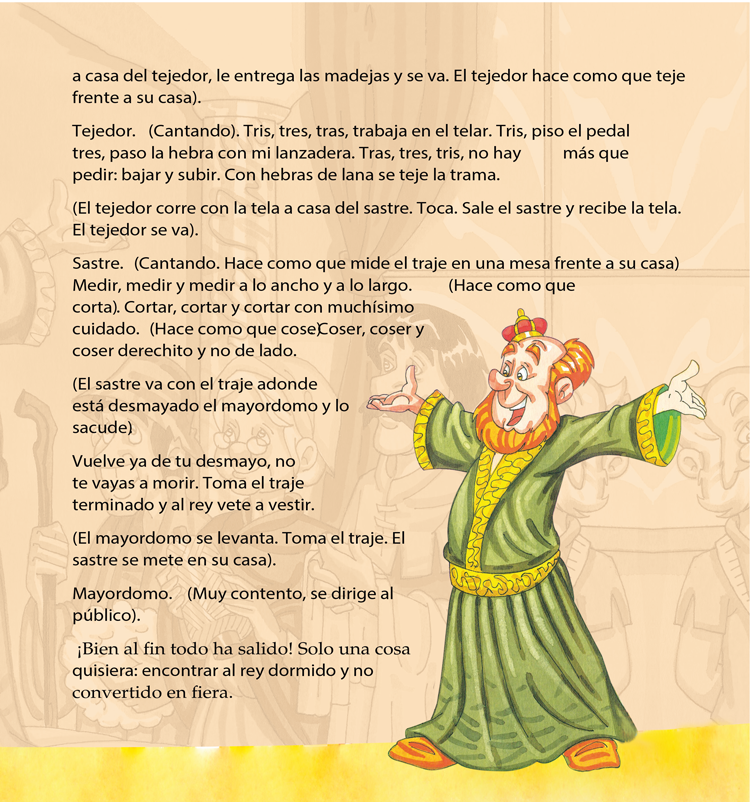 a casa del tejedor, le entrega las madejas y se va. El tejedor hace como que teje
frente a su casa).
Tejedor. (Cantando). Tris, tres, tras, trabaja en el telar. Tris, piso el pedal
tres, paso la hebra con mi lanzadera. Tras, tres, tris, no hay más que
pedir: bajar y subir. Con hebras de lana se teje la trama.
(El tejedor corre con la tela a casa del sastre. Toca. Sale el sastre y recibe la tela.
El tejedor se va).
Sastre. (Cantando. Hace como que mide el traje en una mesa frente a su casa)
Medir, medir y medir a lo ancho y a lo largo. (Hace como que
corta). Cortar, cortar y cortar con muchísimo
cuidado. (Hace como que cose)Coser, coser y
coser derechito y no de lado.
(El sastre va con el traje adonde
está desmayado el mayordomo y lo
sacude)
Vuelve ya de tu desmayo, no
te vayas a morir. Toma el traje
terminado y al rey vete a vestir.
(El mayordomo se levanta. Toma el traje. El
sastre se mete en su casa).
Mayordomo. (Muy contento, se dirige al
público).
¡Bien al fin todo ha salido! Solo una cosa
quisiera: encontrar al rey dormido y no
convertido en fiera.